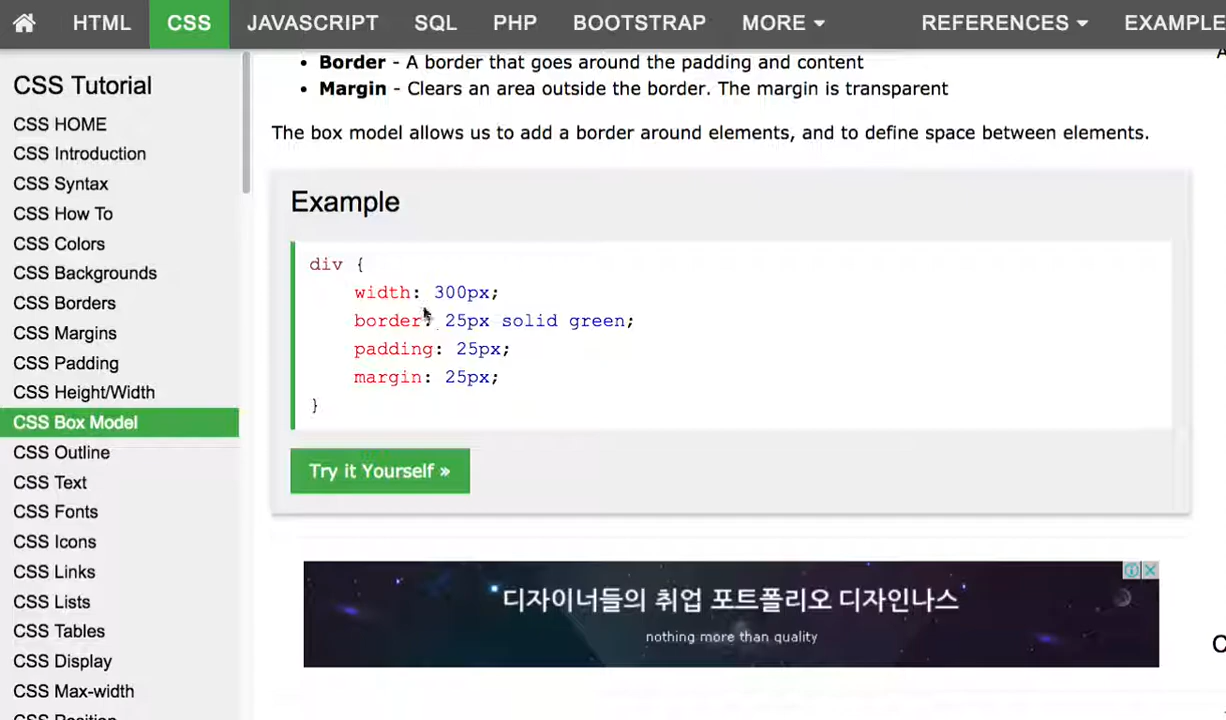 HTML CSS JAVASCRIPT SQL PHP BOOTSTRAP MORE REFERENCES EXAMPLE
CSS Tutorial
CSS HOME
CSS Introduction
CSS Syntax
CSS How To
CSS Colors
CSS Backgrounds
CSS Borders
CSS Margins
CSS Padding
CSS Height/Width
CSS Box Model
CSS Outline
CSS Text
CSS Fonts
CSS Icons
CSS Links
CSS Lists
CSS Tables
CSS Display
CSS Max-width
• Border - A border that goes around the padding and content
• Margin - Clears an area outside the border. The margin is transparent
The box model allows us to add a border around elements, and to define space between elements.
Example
div {
width: 300px;
border: 25px solid green;
padding: 25px;
margin: 25px;
}
Try it Yourself »
디자이너들의 취업 포트폴리오 디자인나스
nothing more than quality